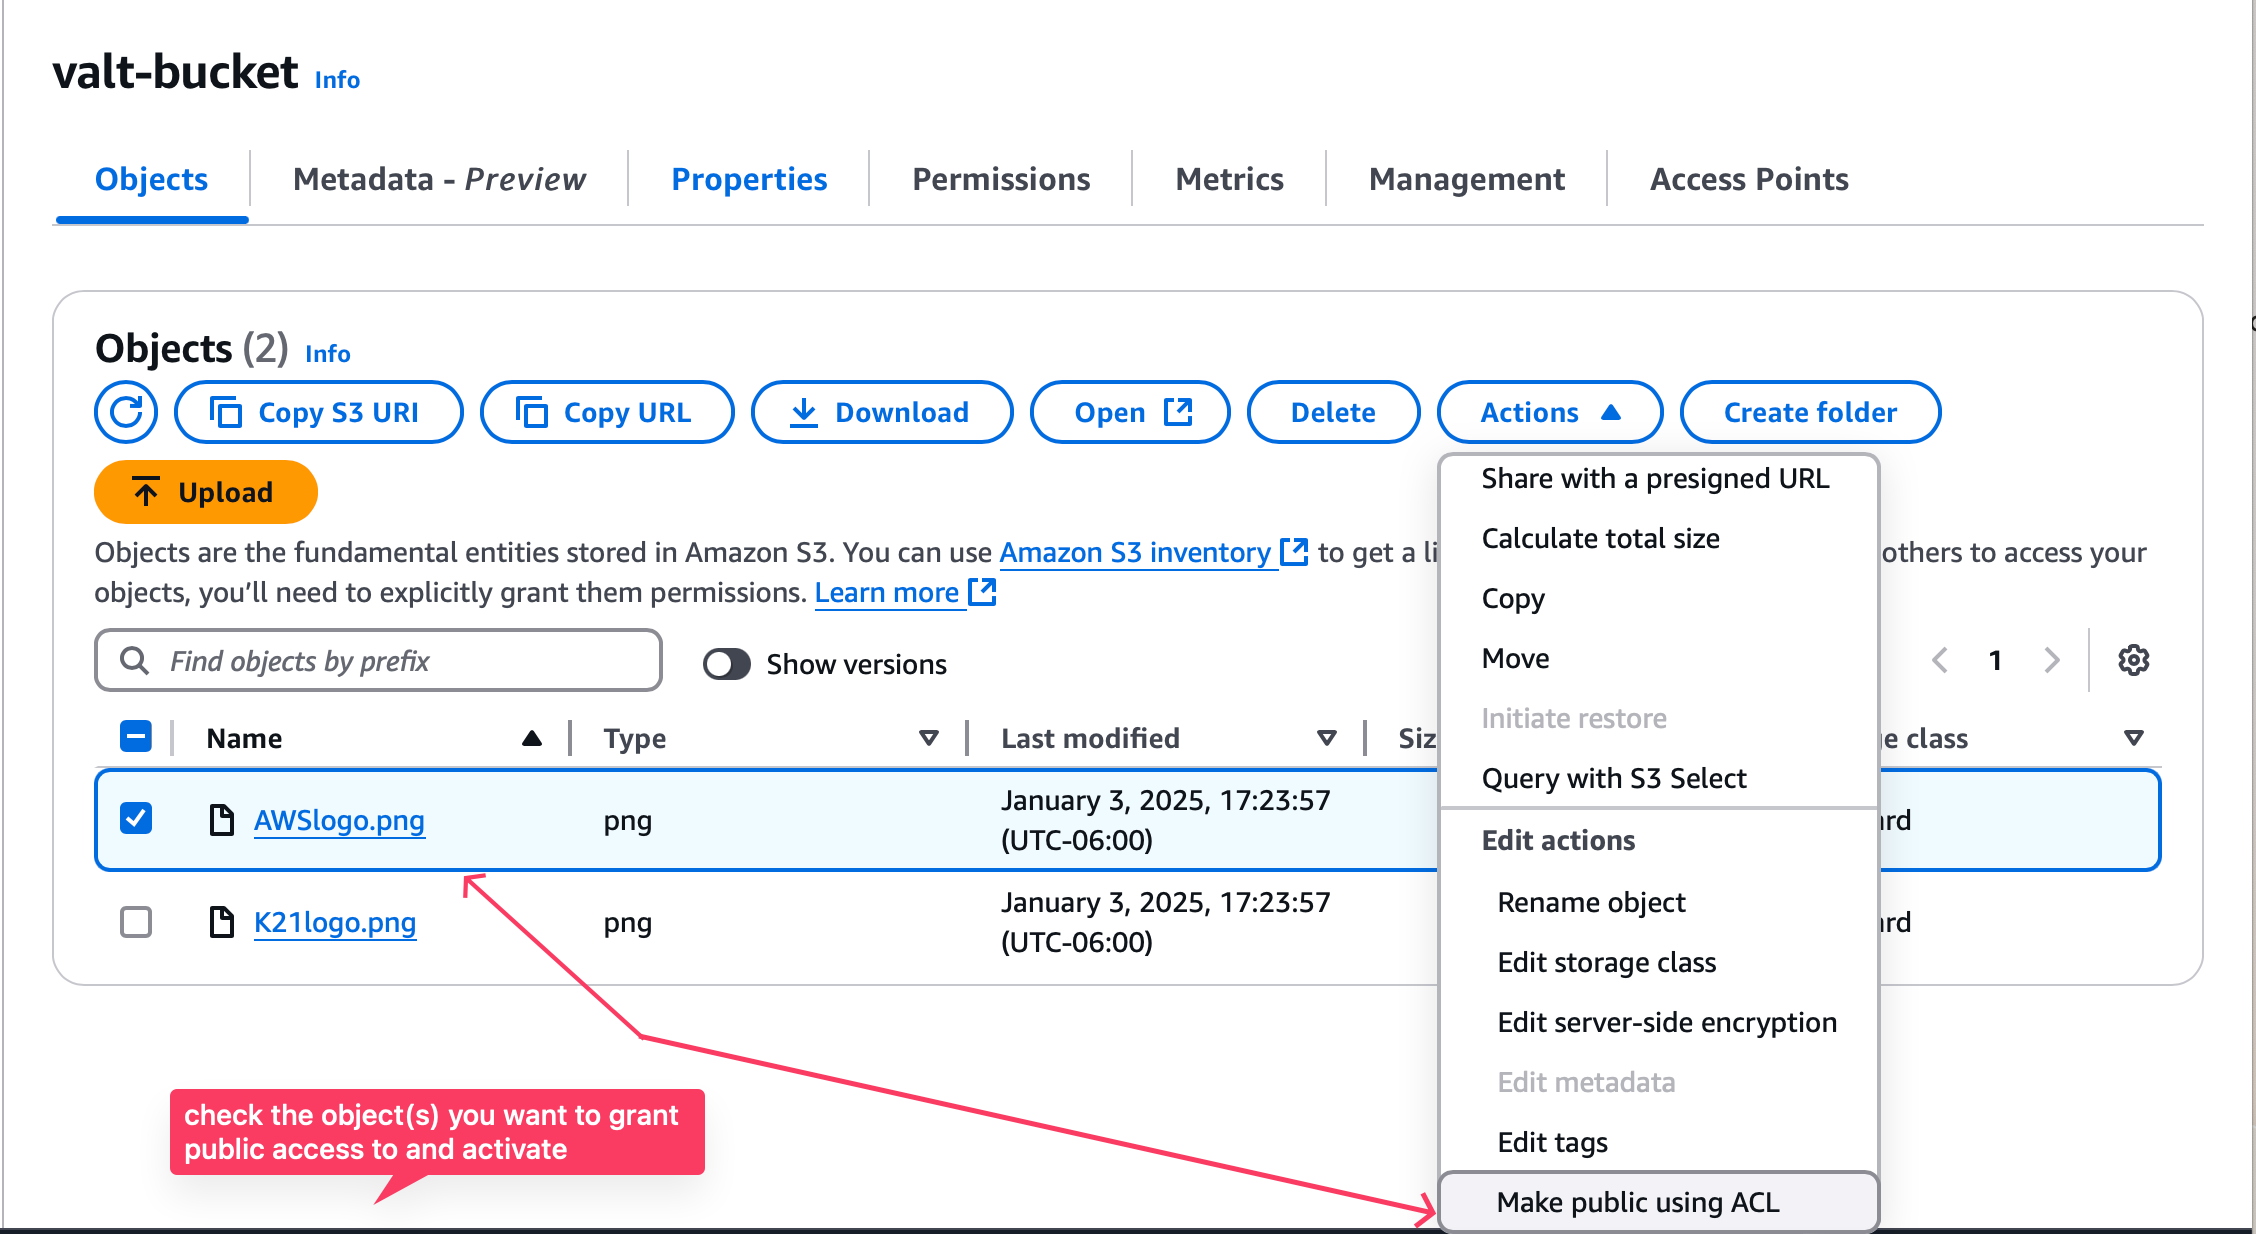 valt-bucket Info
Objects Metadata - Preview Properties Permissions Metrics Management Access Points
Objects (2) Info
Copy S3 URI Copy URL Download Open Delete Actions Create folder
Upload
Objects are the fundamental entities stored in Amazon S3. You can use Amazon S3 inventory to get a li others to access your
objects, you’ll need to explicitly grant them permissions. Learn more
Find objects by prefix Show versions 1
Name Type Last modified Siz e class
AWSlogo.png png January 3, 2025, 17:23:57 (UTC-06:00) rd
K21logo.png png January 3, 2025, 17:23:57 (UTC-06:00) rd
Share with a presigned URL
Calculate total size
Copy
Move
Initiate restore
Query with S3 Select
Edit actions
Rename object
Edit storage class
Edit server-side encryption
Edit metadata
Edit tags
Make public using ACL
check the object(s) you want to grant
public access to and activate